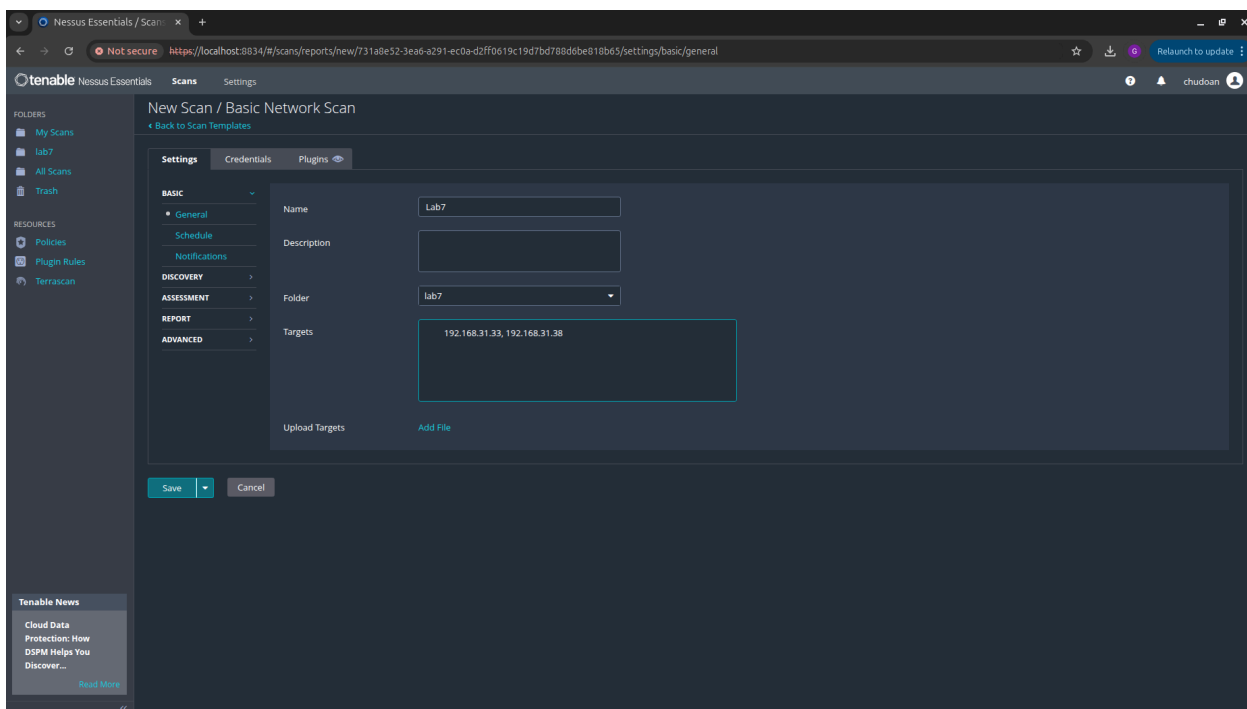 Nessus Essentials / Scan
Not secure https://localhost:8834/#/scans/reports/new/731a8e52-3ea6-a291-ec0a-d2ff0619c19d7bd788d6be818b65/settings/basic/general
G
Relaunch to update
tenable Nessus Essentials
Scans
Settings
chudoan
FOLDERS
My Scans
lab7
All Scans
Trash
RESOURCES
Policies
Plugin Rules
Terrascan
Tenable News
Cloud Data
Protection: How
DSPM Helps You
Discover...
Read More
New Scan / Basic Network Scan
Back to Scan Templates
Settings
Credentials
Plugins
BASIC
General
Schedule
Notifications
DISCOVERY
ASSESSMENT
REPORT
ADVANCED
Name
Lab7
Description
Folder
lab7
Targets
192.168.31.33, 192.168.31.38
Upload Targets
Add File
Save
Cancel